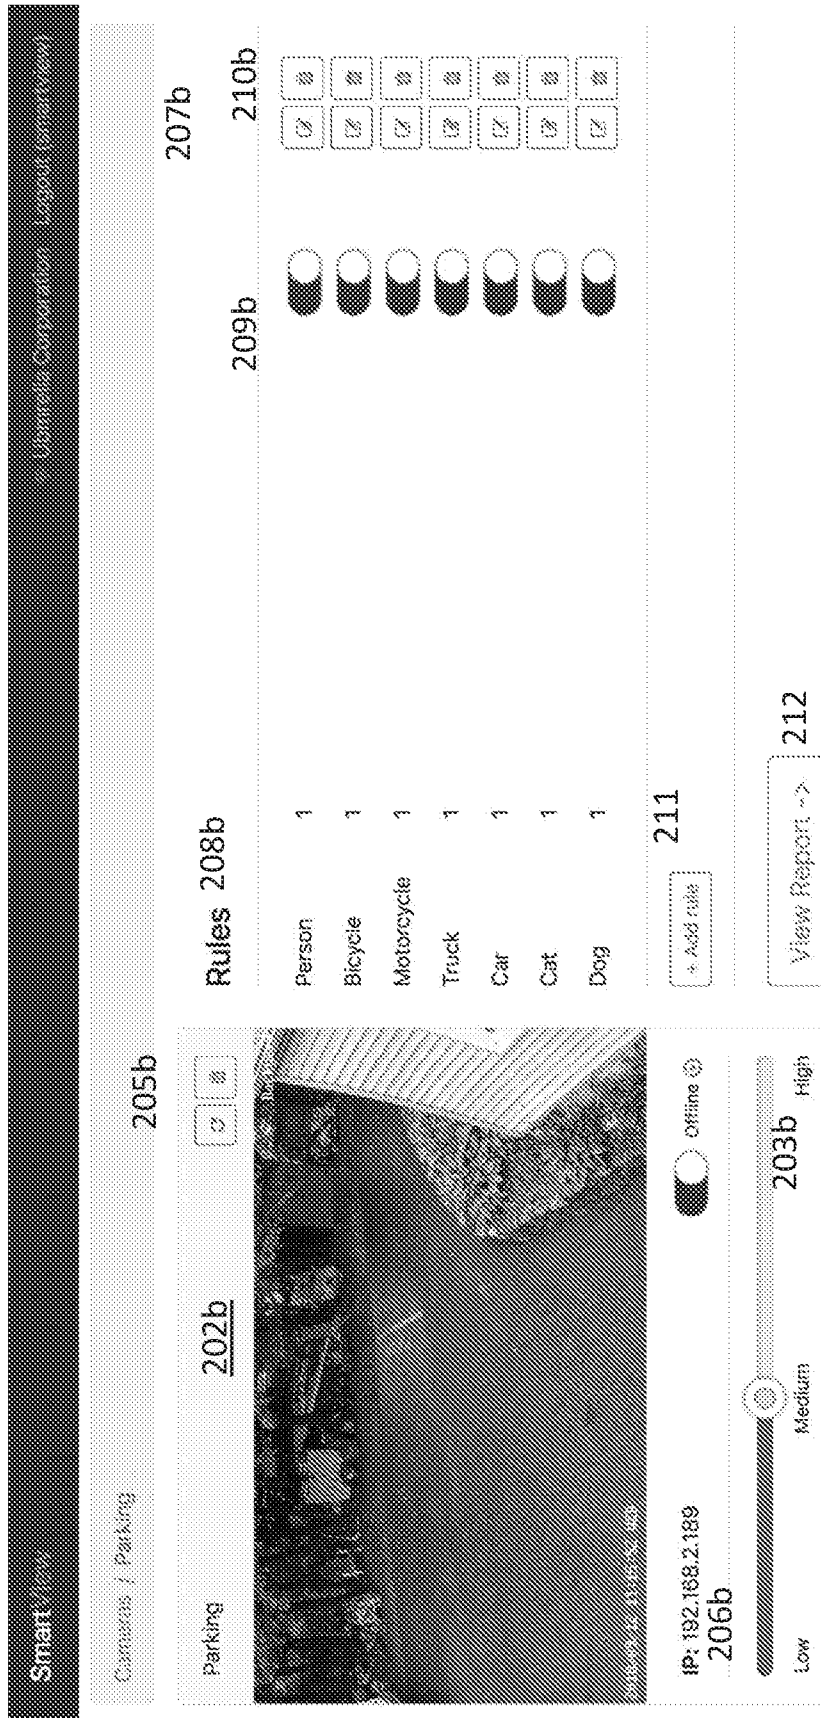 SmartView
Logout
Cameras / Parking
205b
207b
Parking
202b
Rules 208b
209b
210b
Person 1
Bicycle 1
Motorcycle 1
Truck 1
Car 1
Cat 1
Dog 1
IP: 192.168.2.189
Offline
206b
+ Add rule
211
203b
Low
Medium
High
View Report ->
212